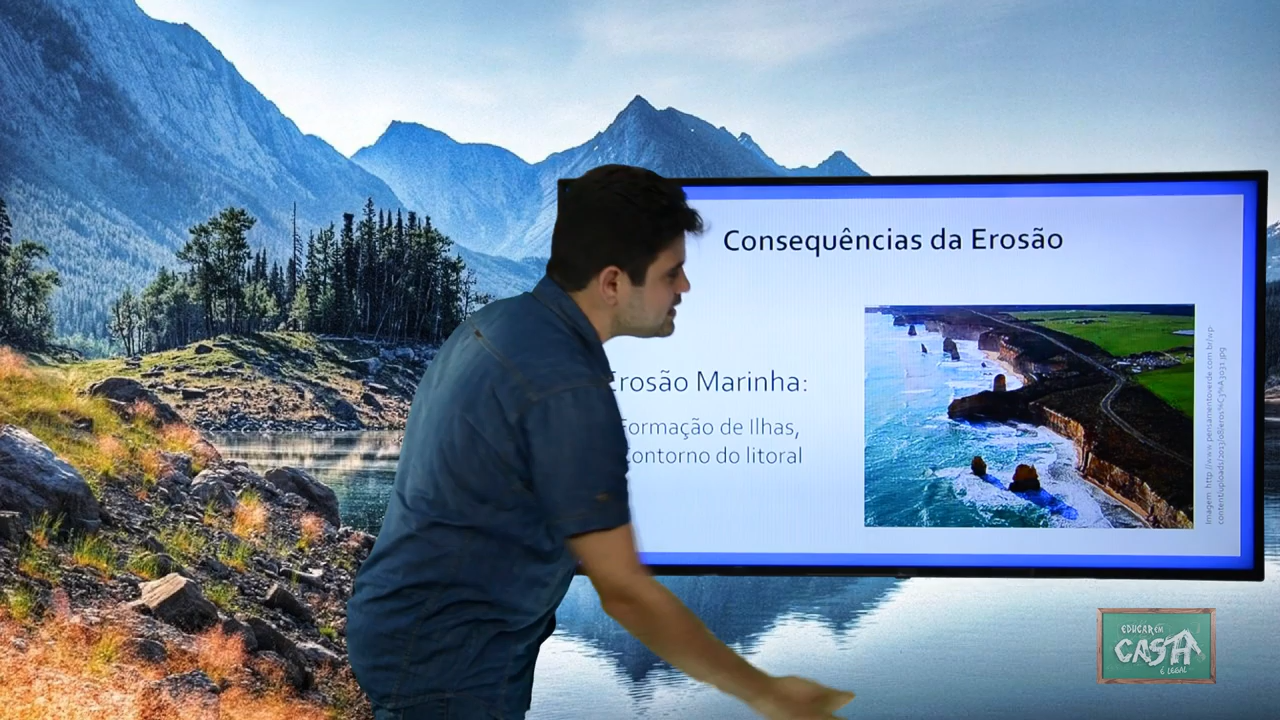 Consequências da Erosão
Erosão Marinha:
Formação de Ilhas,
contorno do litoral
EDUCAR EM
CASA
É LEGAL